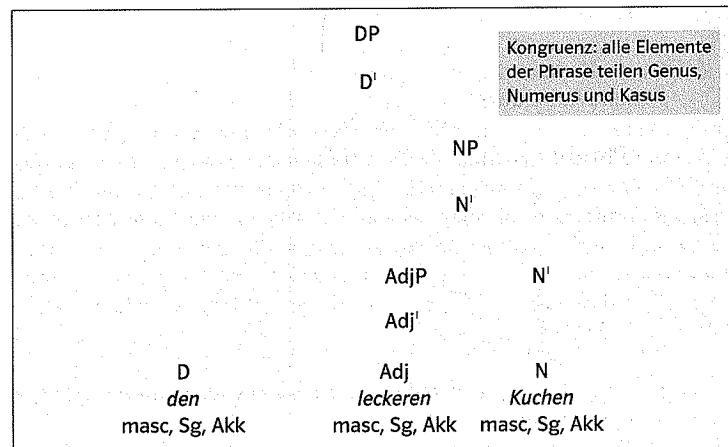 DP
Kongruenz: alle Elemente
der Phrase teilen Genus,
Numerus und Kasus
D'
NP
N'
AdjP N'
Adj'
D Adj N
den leckeren Kuchen
masc, Sg, Akk masc, Sg, Akk masc, Sg, Akk